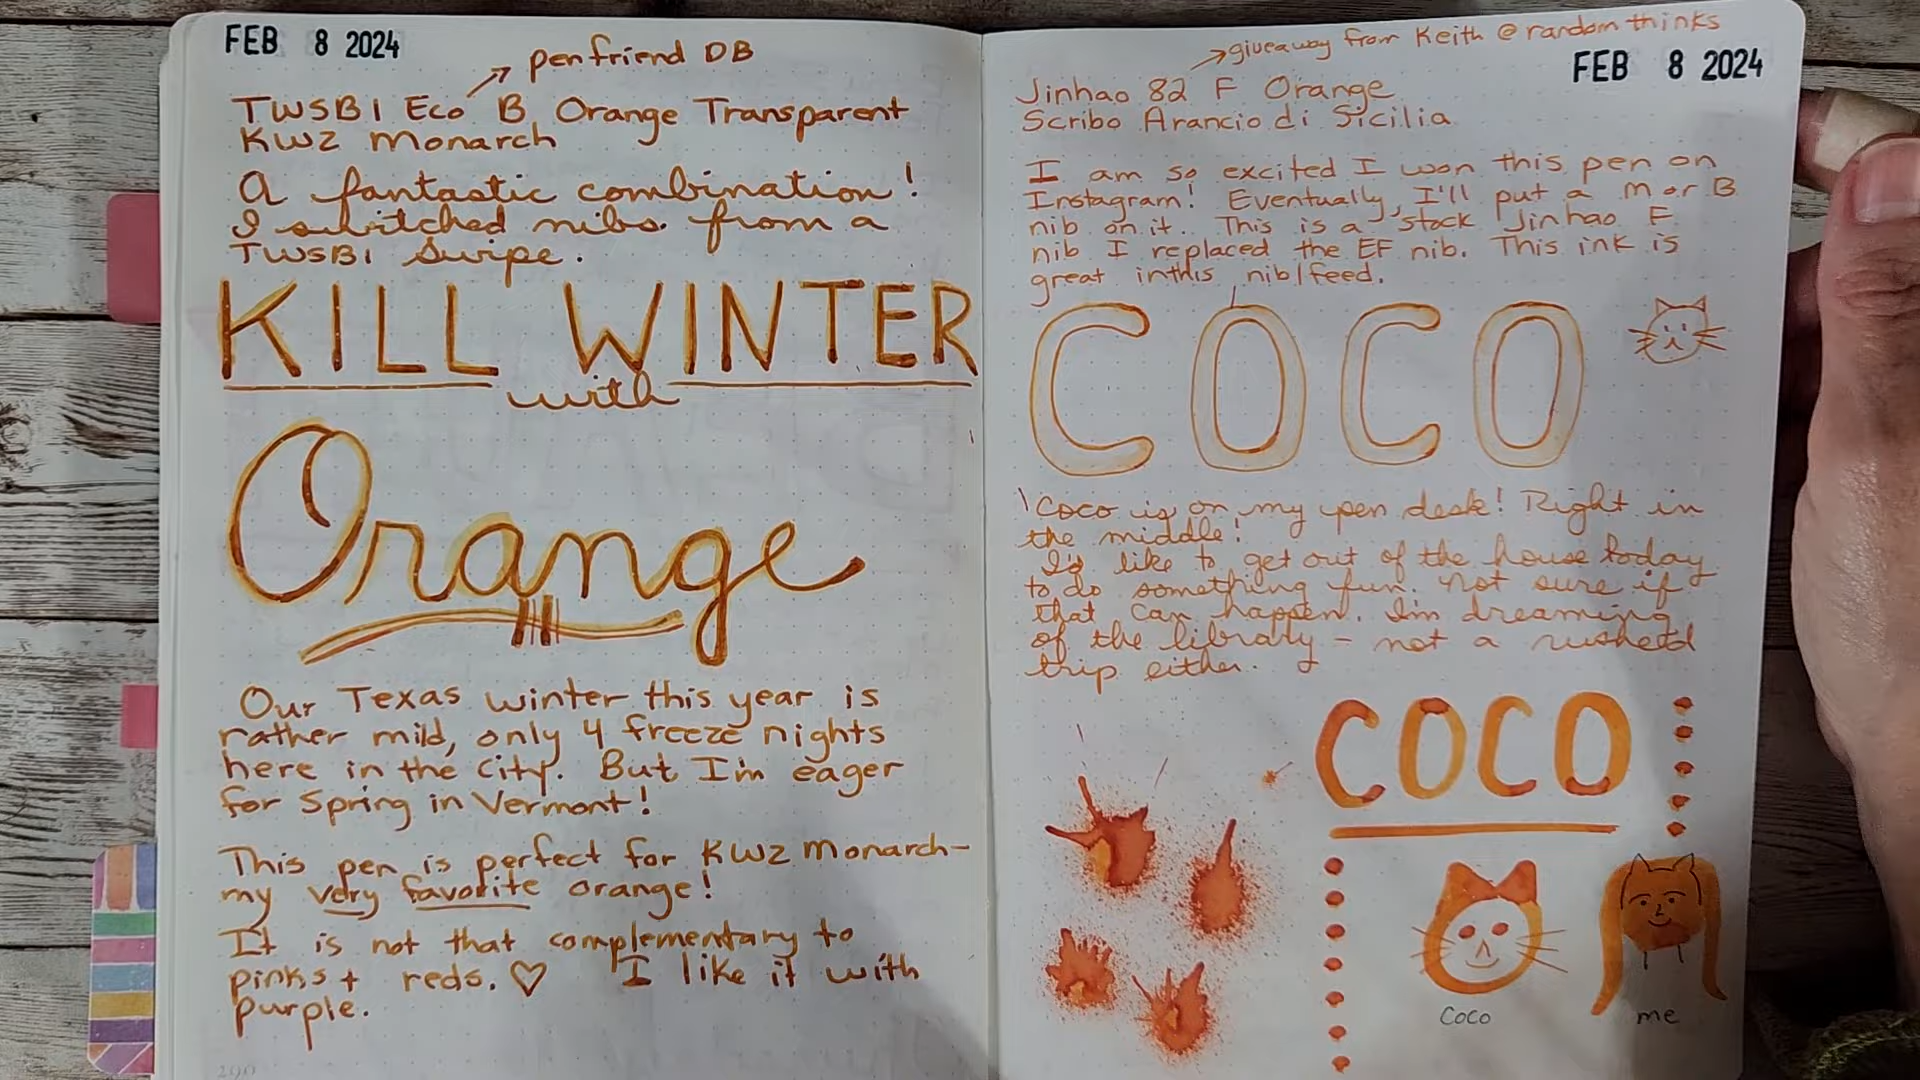 FEB 8 2024
pen friend DB
TWSBI Eco B Orange Transparent
KWZ Monarch
A fantastic combination!
I switched nibs from a
TWSBI Swipe.
KILL WINTER
with
Orange
Our Texas winter this year is
rather mild, only 4 freeze nights
here in the city. But I'm eager
for Spring in Vermont!
This pen is perfect for KWZ Monarch-
my very favorite orange!
It is not that complementary to
pinks + reds. ♡ I like it with
purple.
290
giveaway from Keith @ random thinks
FEB 8 2024
Jinhao 82 F Orange
Scribo Arancio di Sicilia
I am so excited I won this pen on
Instagram! Eventually, I'll put a M or B
nib on it. This is a stock Jinhao F
nib I replaced the EF nib. This ink is
great in this nib/feed.
COCO
Coco is on my pen desk! Right in
the middle!
I'd like to get out of the house today
to do something fun. Not sure if
that can happen. I'm dreaming
of the library - not a rushed
trip either.
COCO
Coco
me